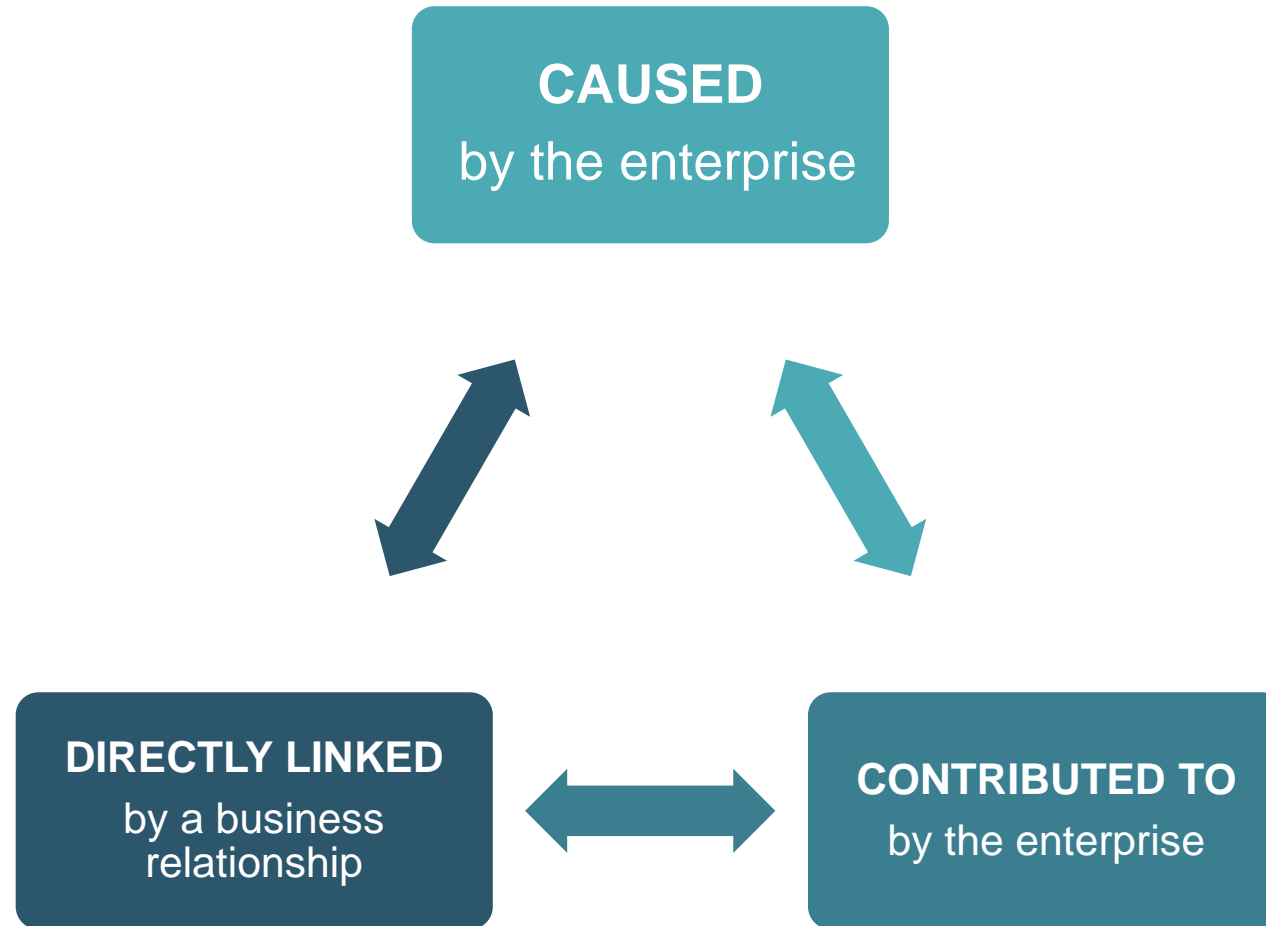 CAUSED
by the enterprise
DIRECTLY LINKED
by a business
relationship
CONTRIBUTED TO
by the enterprise